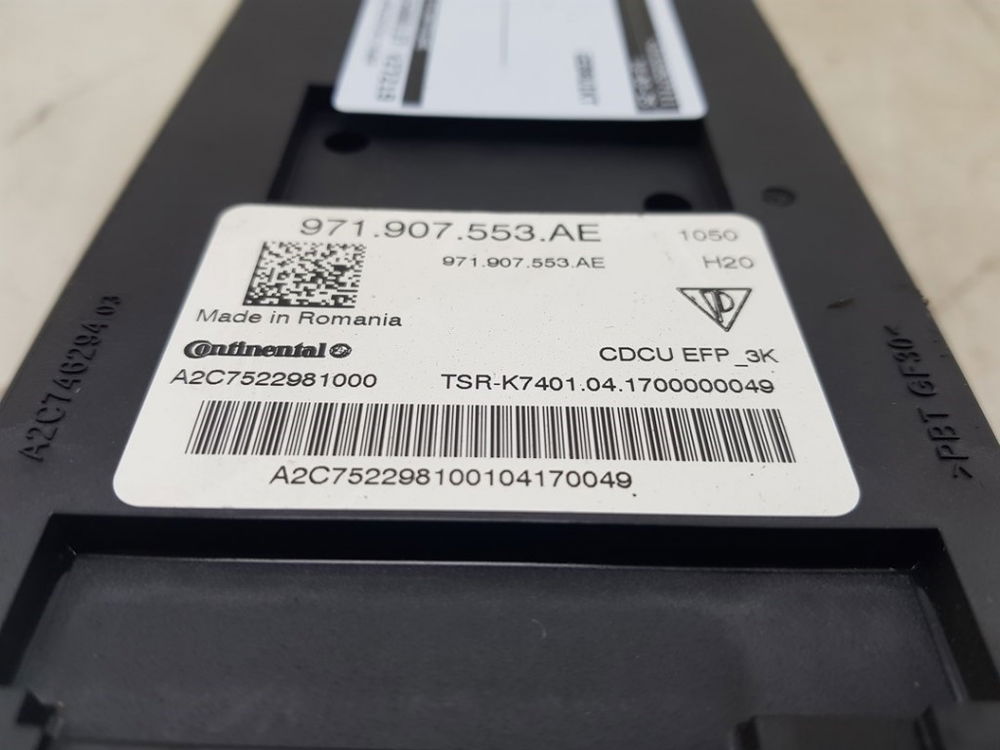 971.907.553.AE 1050
971.907.553.AE H20
Made in Romania
Continental
CDCU EFP_3K
A2C7522981000 TSR-K7401.04.1700000049
A2C752298100104170049
A2C746294 03
>PBT GF30<